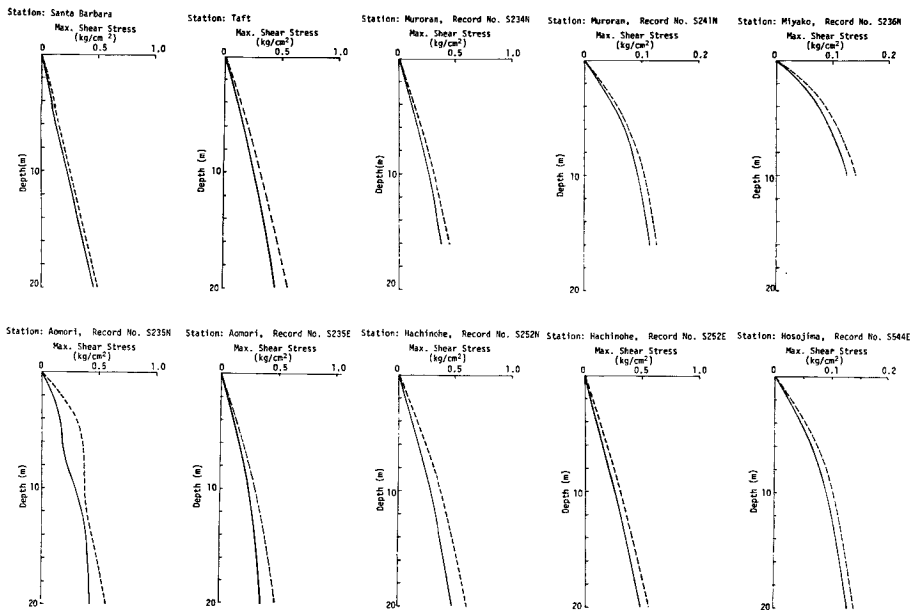 Station: Santa Barbara
Max. Shear Stress
(kg/cm ²)
0 0.5 1.0
Depth(m)
10
20
Station: Taft
Max. Shear Stress
(kg/cm²)
0 0.5 1.0
Depth (m)
10
20
Station: Muroran, Record No. S234N
Max. Shear Stress
(kg/cm²)
0 0.5 1.0
Depth(m)
10
20
Station: Muroran, Record No. S241N
Max. Shear Stress
(kg/cm²)
0 0.1 0.2
Depth (m)
10
20
Station: Miyako, Record No. S236N
Max. Shear Stress
(kg/cm²)
0 0.1 0.2
Depth (m)
10
20
Station: Aomori, Record No. S235N
Max. Shear Stress
(kg/cm²)
0 0.5 1.0
Depth (m)
10
20
Station: Aomori, Record No. S235E
Max. Shear Stress
(kg/cm²)
0 0.5 1.0
Depth (m)
10
20
Station: Hachinohe, Record No. S252N
Max. Shear Stress
(kg/cm²)
0 0.5 1.0
Depth (m)
10
20
Station: Hachinohe, Record No. S252E
Max. Shear Stress
(kg/cm²)
0 0.5 1.0
Depth (m)
10
20
Station: Hosojima, Record No. S544E
Max. Shear Stress
(kg/cm²)
0 0.1 0.2
Depth (m)
10
20